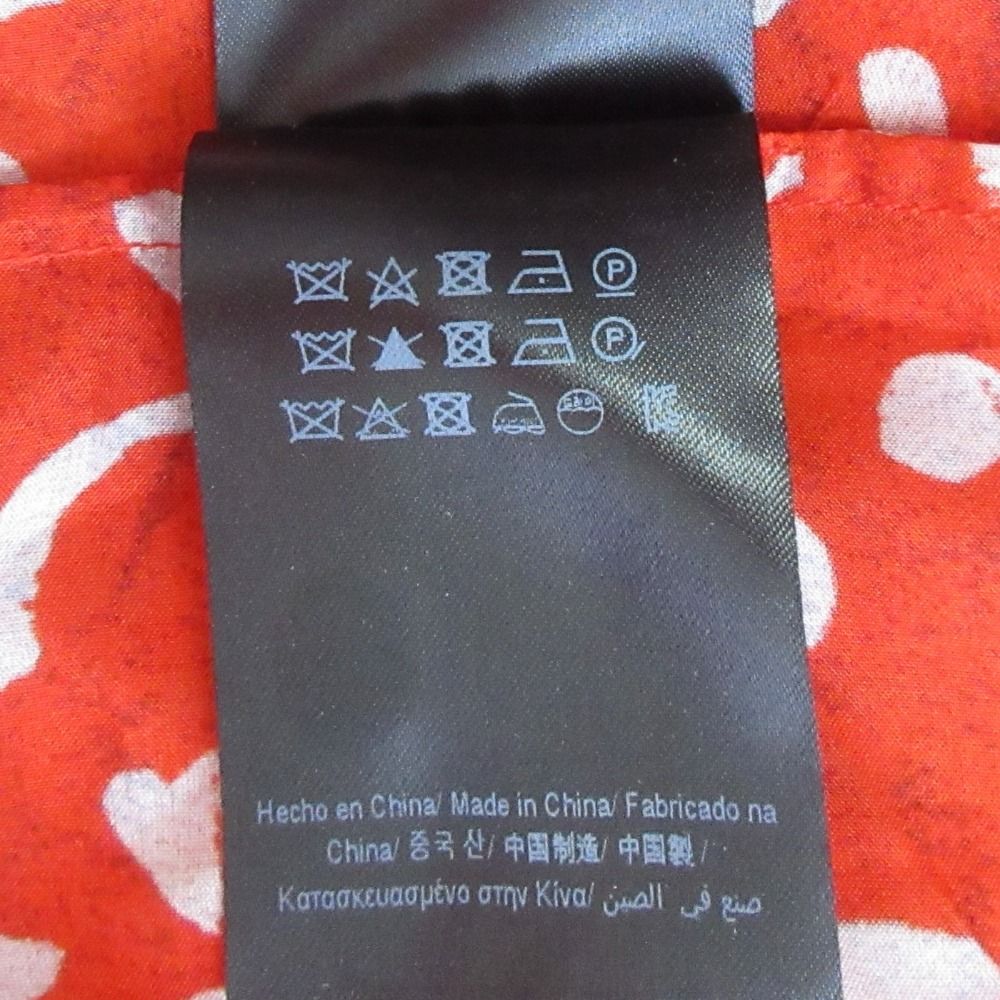 P
P
Hecho en China/ Made in China/ Fabricado na
China/ 중국 산/ 中国制造/ 中国製 /
Κατασκευασμένο στην Κίνα/ صنع في الصين